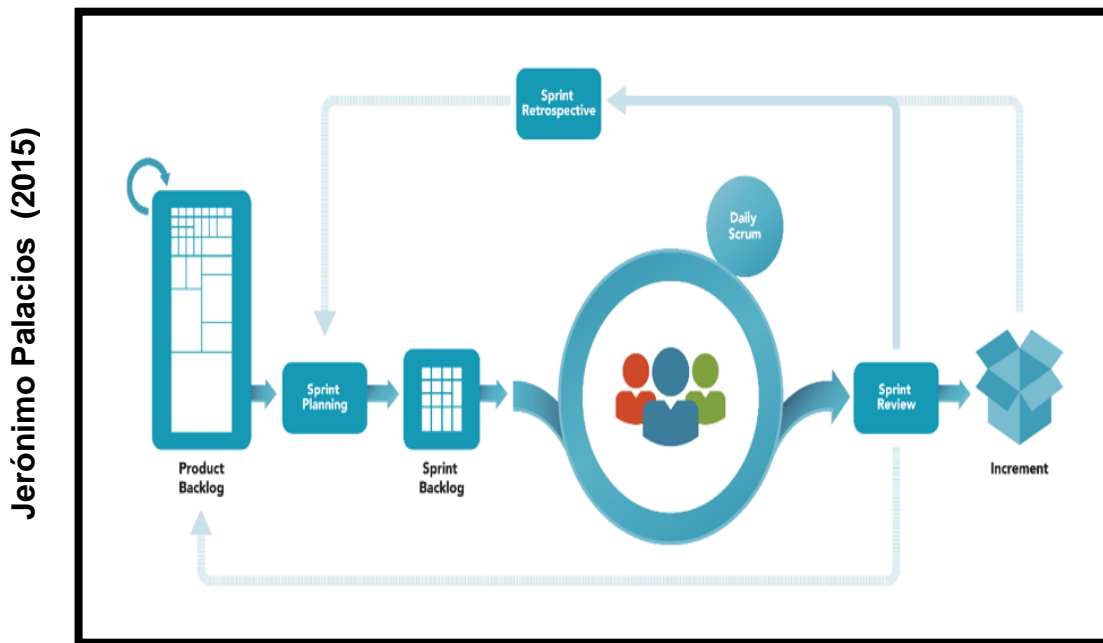 Jerónimo Palacios (2015)
Sprint
Retrospective
Daily
Scrum
Sprint
Planning
Sprint
Review
Product
Backlog
Sprint
Backlog
Increment